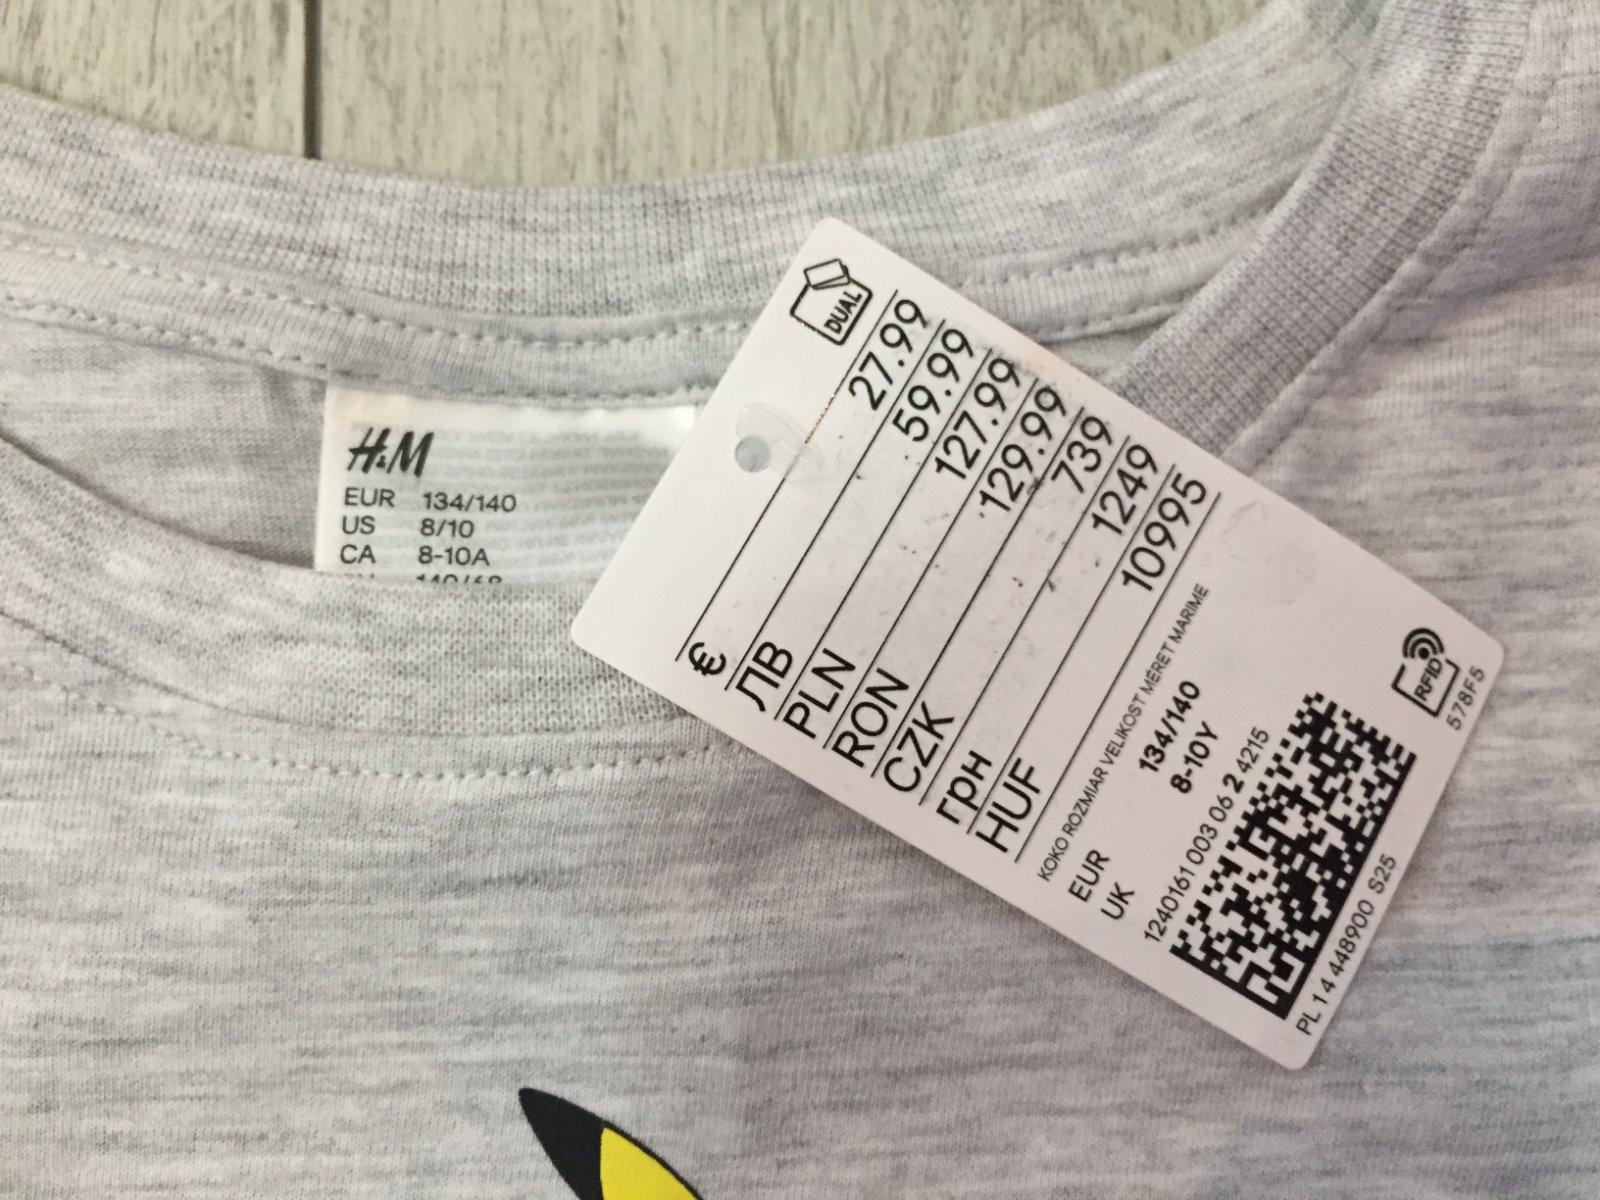 H&M
EUR 134/140
US 8/10
CA 8-10A
DUAL
€ 27.99
ЛВ 59.99
PLN 127.99
RON 129.99
CZK 739
грн 1249
HUF 10995
KOKO ROZMIAR VELIKOST MÉRET MARIME
EUR 134/140
UK 8-10Y
1240161 003 06 2 4215
RFID
578F5
PL 1 4 448900 S25